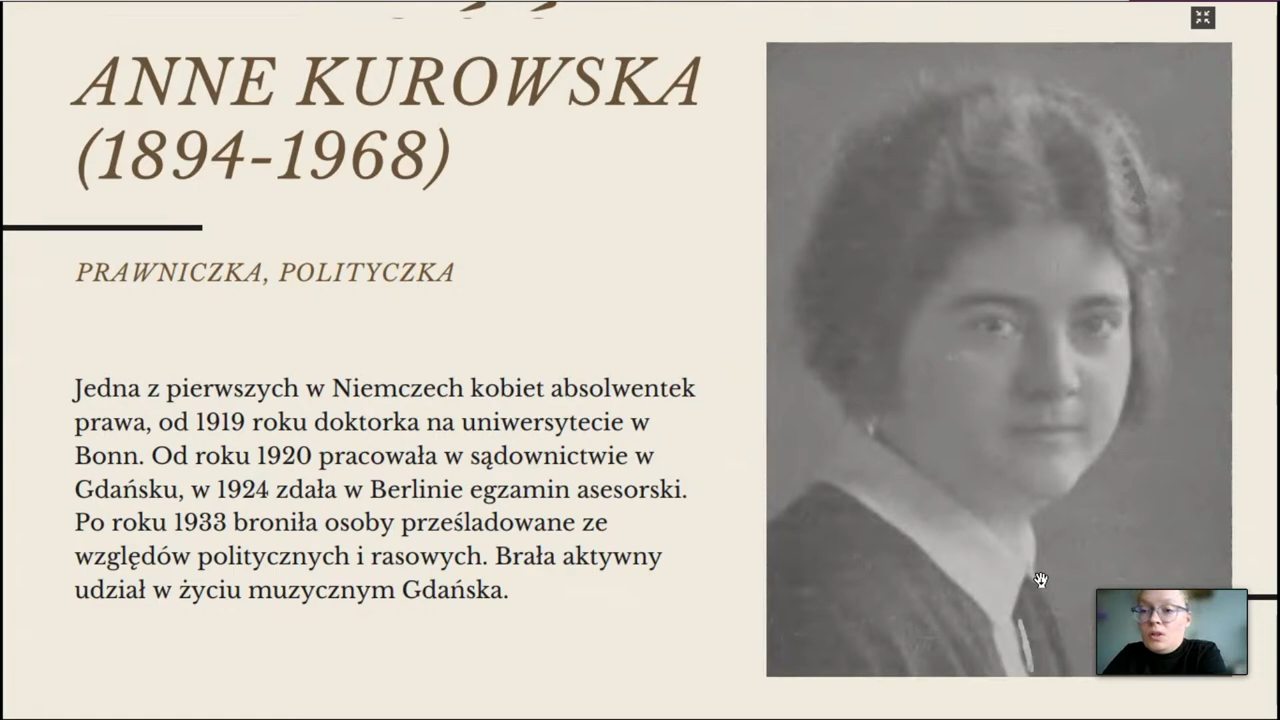 ANNE KUROWSKA
(1894-1968)
PRAWNICZKA, POLITYCZKA
Jedna z pierwszych w Niemczech kobiet absolwentek
prawa, od 1919 roku doktorka na uniwersytecie w
Bonn. Od roku 1920 pracowała w sądownictwie w
Gdańsku, w 1924 zdała w Berlinie egzamin asesorski.
Po roku 1933 broniła osoby prześladowane ze
względów politycznych i rasowych. Brała aktywny
udział w życiu muzycznym Gdańska.